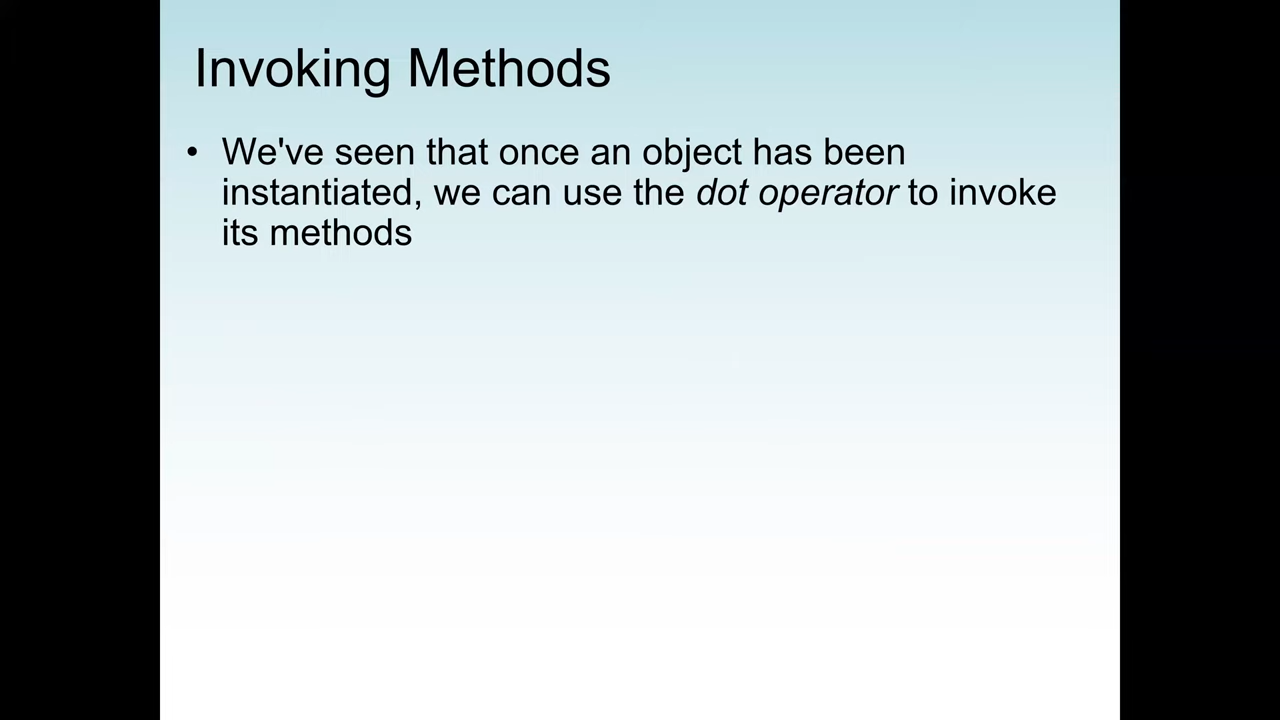 Invoking Methods
• We've seen that once an object has been
instantiated, we can use the dot operator to invoke
its methods